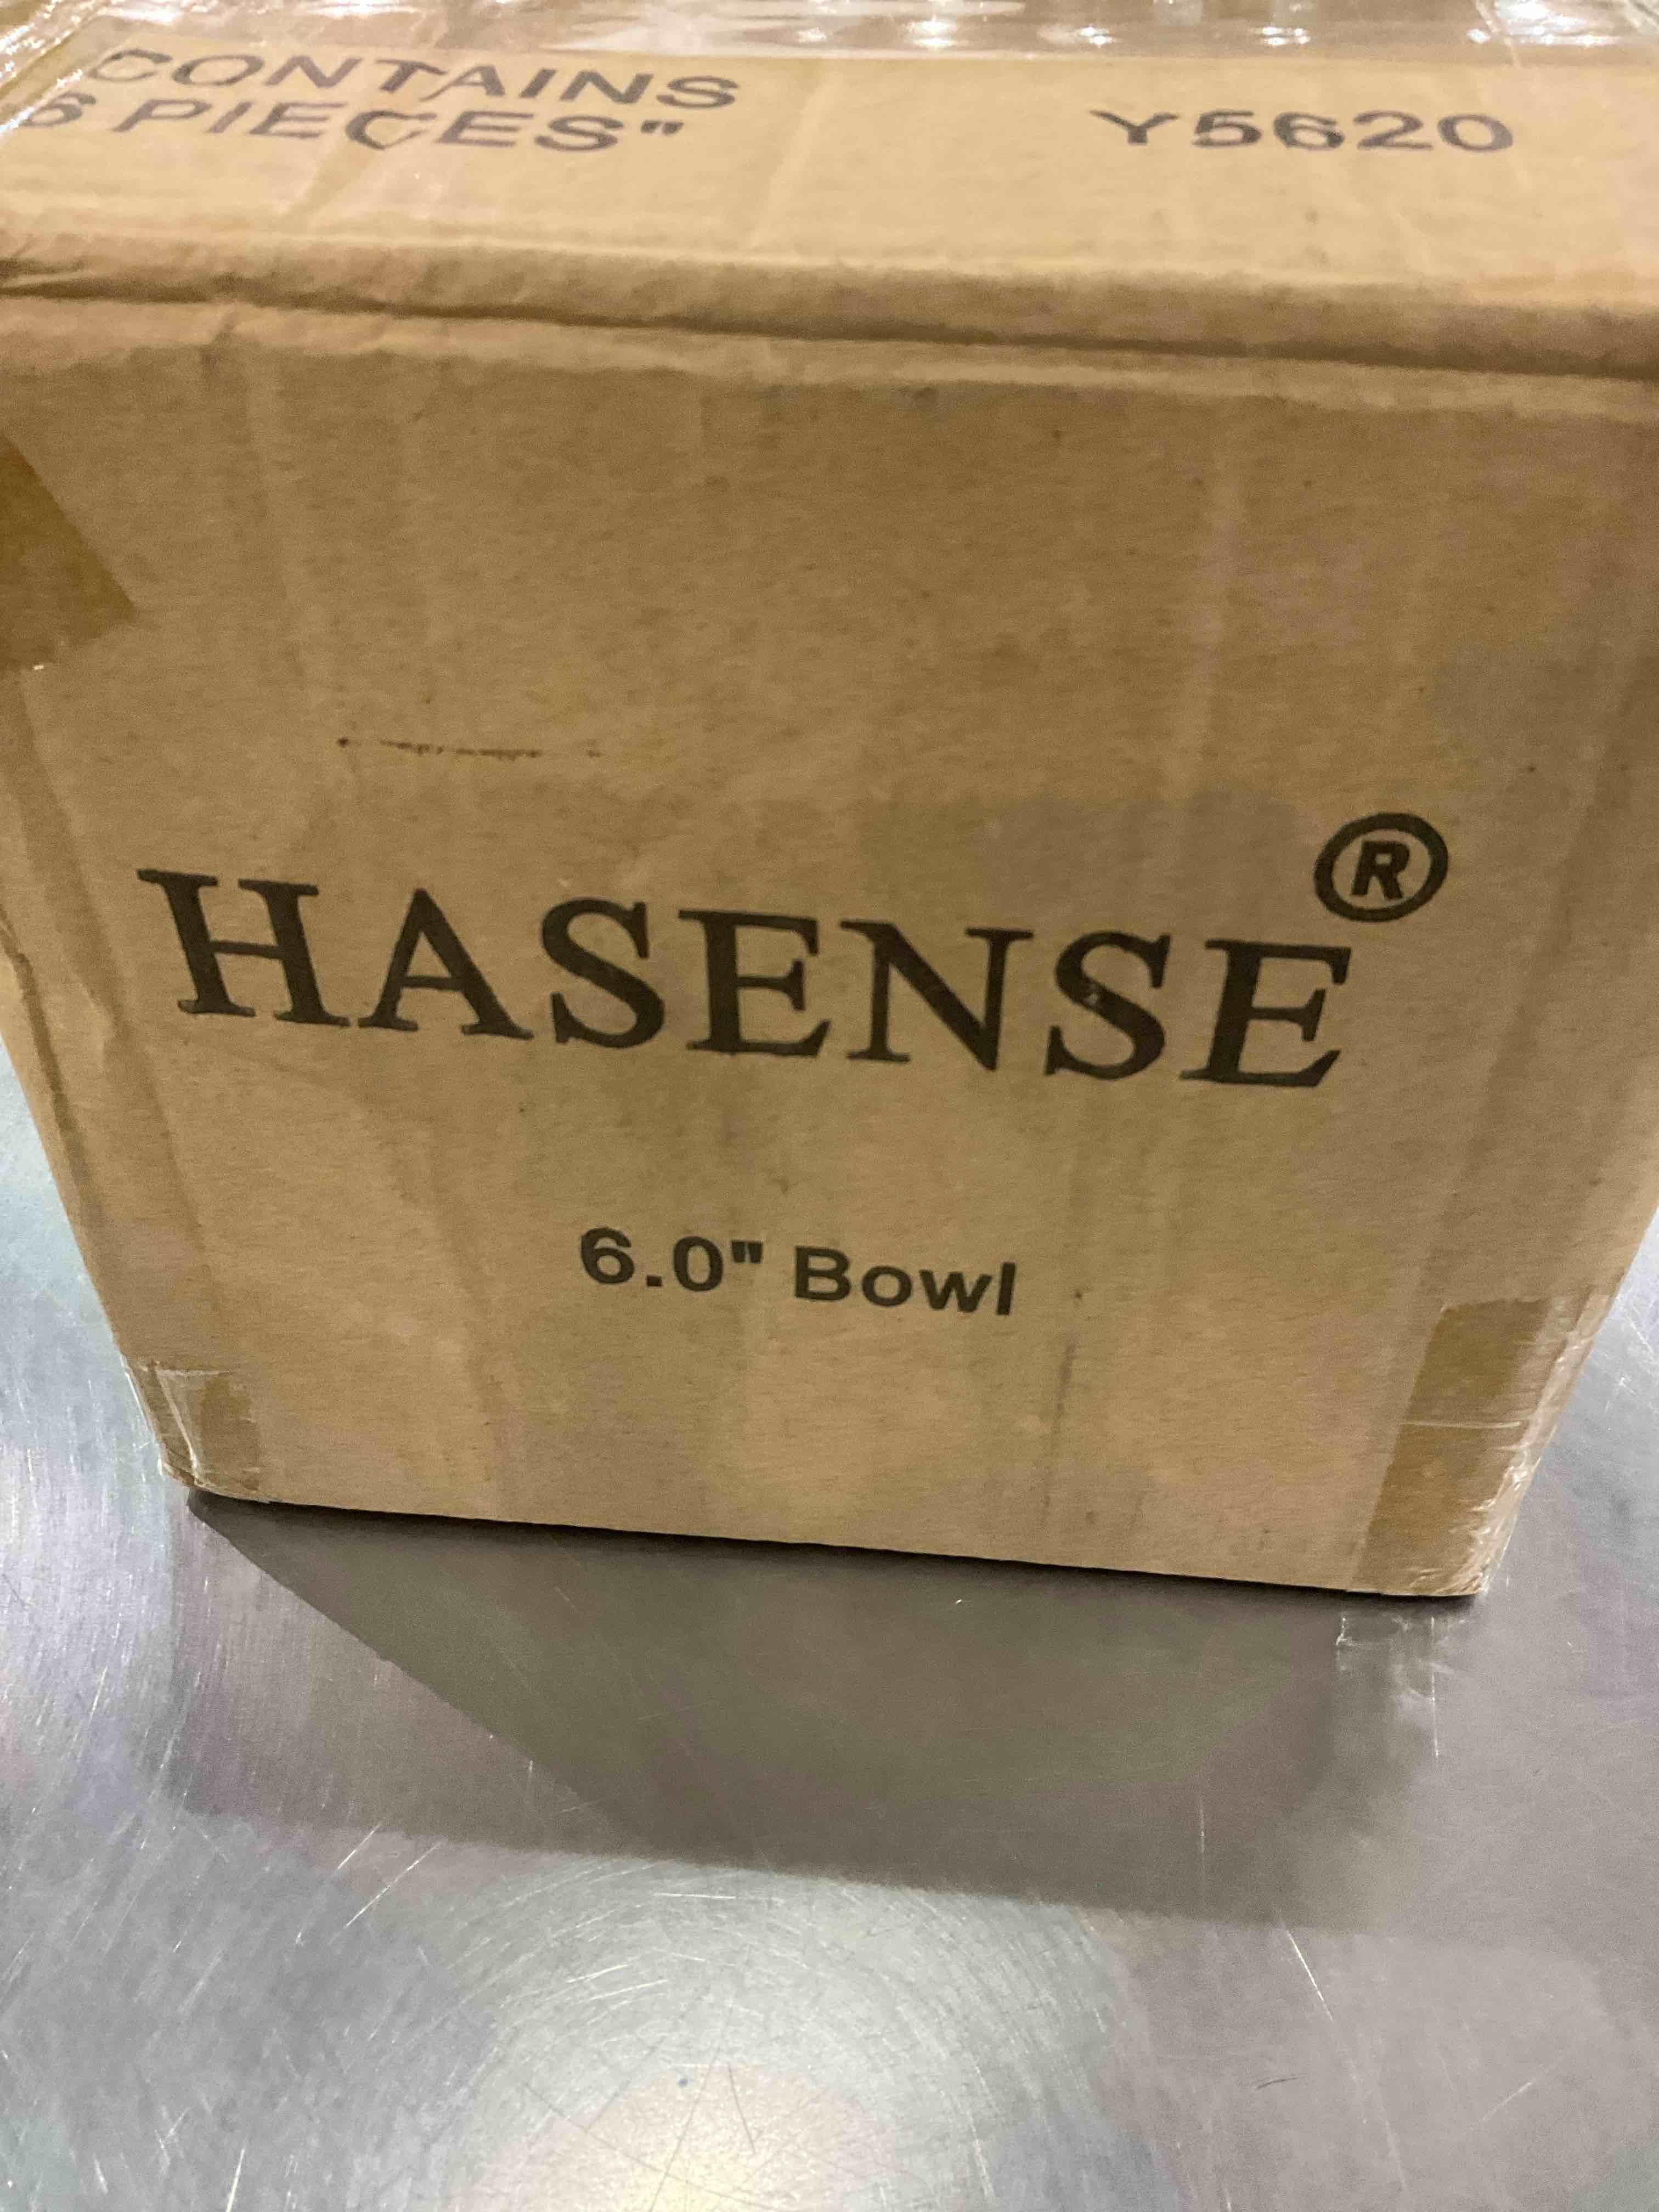 CONTAINS
6 PIECES"
Y5620
HASENSE®
6.0" Bowl